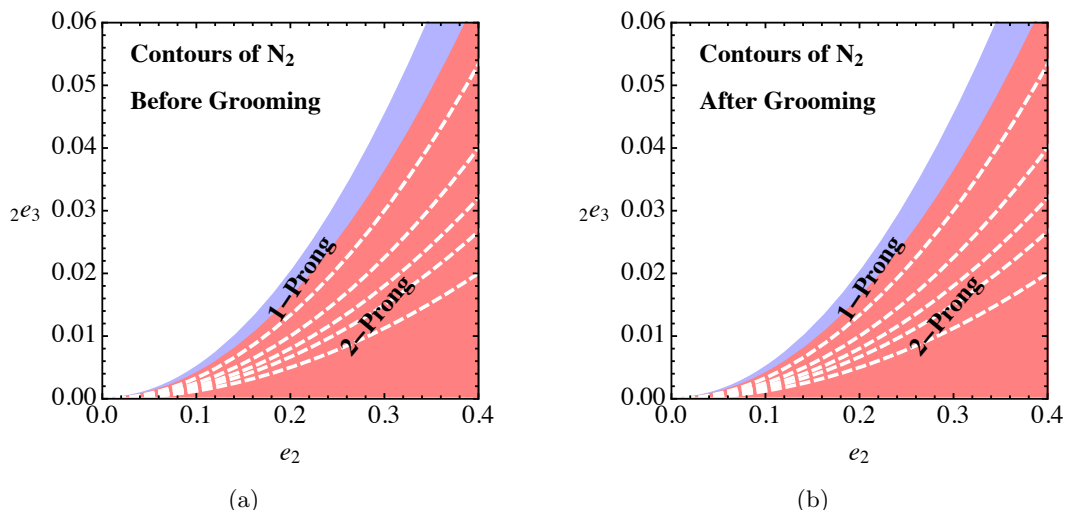 Contours of N₂
Before Grooming
1–Prong
2–Prong
₂e₃
0.06
0.05
0.04
0.03
0.02
0.01
0.00
0.0 0.1 0.2 0.3 0.4
e₂
(a)
Contours of N₂
After Grooming
1–Prong
2–Prong
₂e₃
0.06
0.05
0.04
0.03
0.02
0.01
0.00
0.0 0.1 0.2 0.3 0.4
e₂
(b)